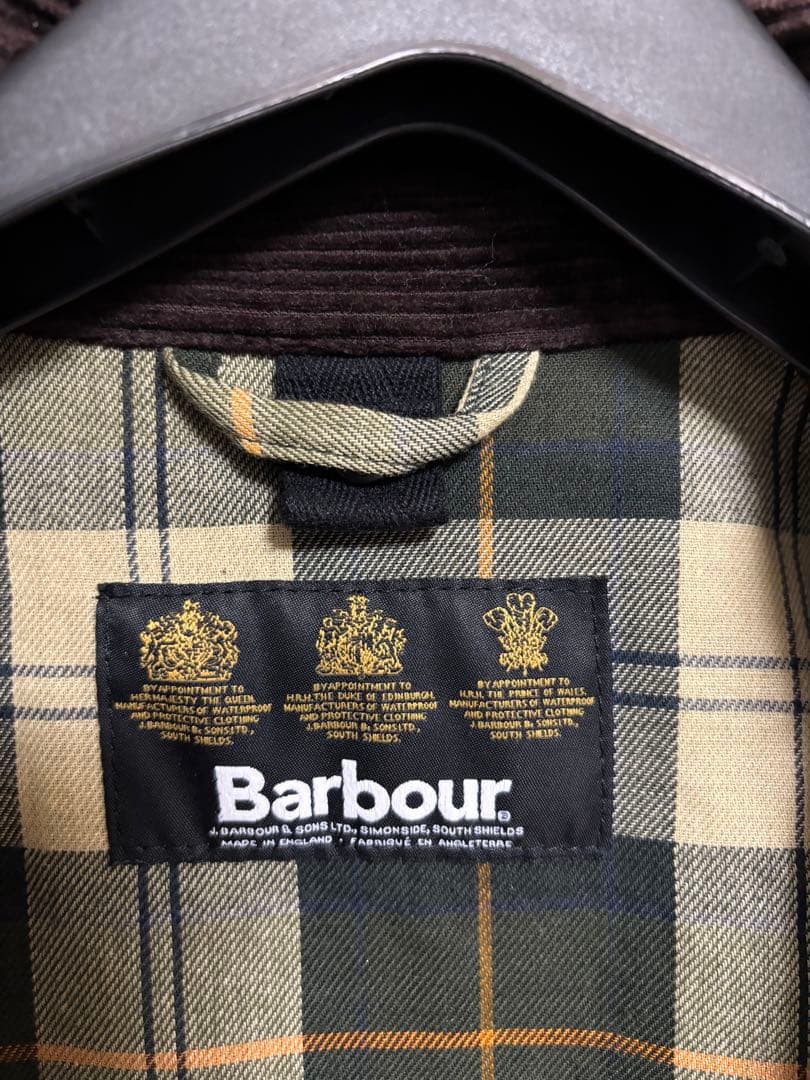 BY APPOINTMENT TO
HER MAJESTY THE QUEEN
MANUFACTURERS OF WATERPROOF
AND PROTECTIVE CLOTHING
J. BARBOUR & SONS LTD.
SOUTH SHIELDS.
BY APPOINTMENT TO
H.R.H. THE DUKE OF EDINBURGH
MANUFACTURERS OF WATERPROOF
AND PROTECTIVE CLOTHING
J. BARBOUR & SONS LTD.
SOUTH SHIELDS.
BY APPOINTMENT TO
H.R.H. THE PRINCE OF WALES
MANUFACTURERS OF WATERPROOF
AND PROTECTIVE CLOTHING
J. BARBOUR & SONS LTD.
SOUTH SHIELDS.
Barbour®
J. BARBOUR & SONS LTD., SIMONSIDE, SOUTH SHIELDS
MADE IN ENGLAND • FABRIQUÉ EN ANGLETERRE